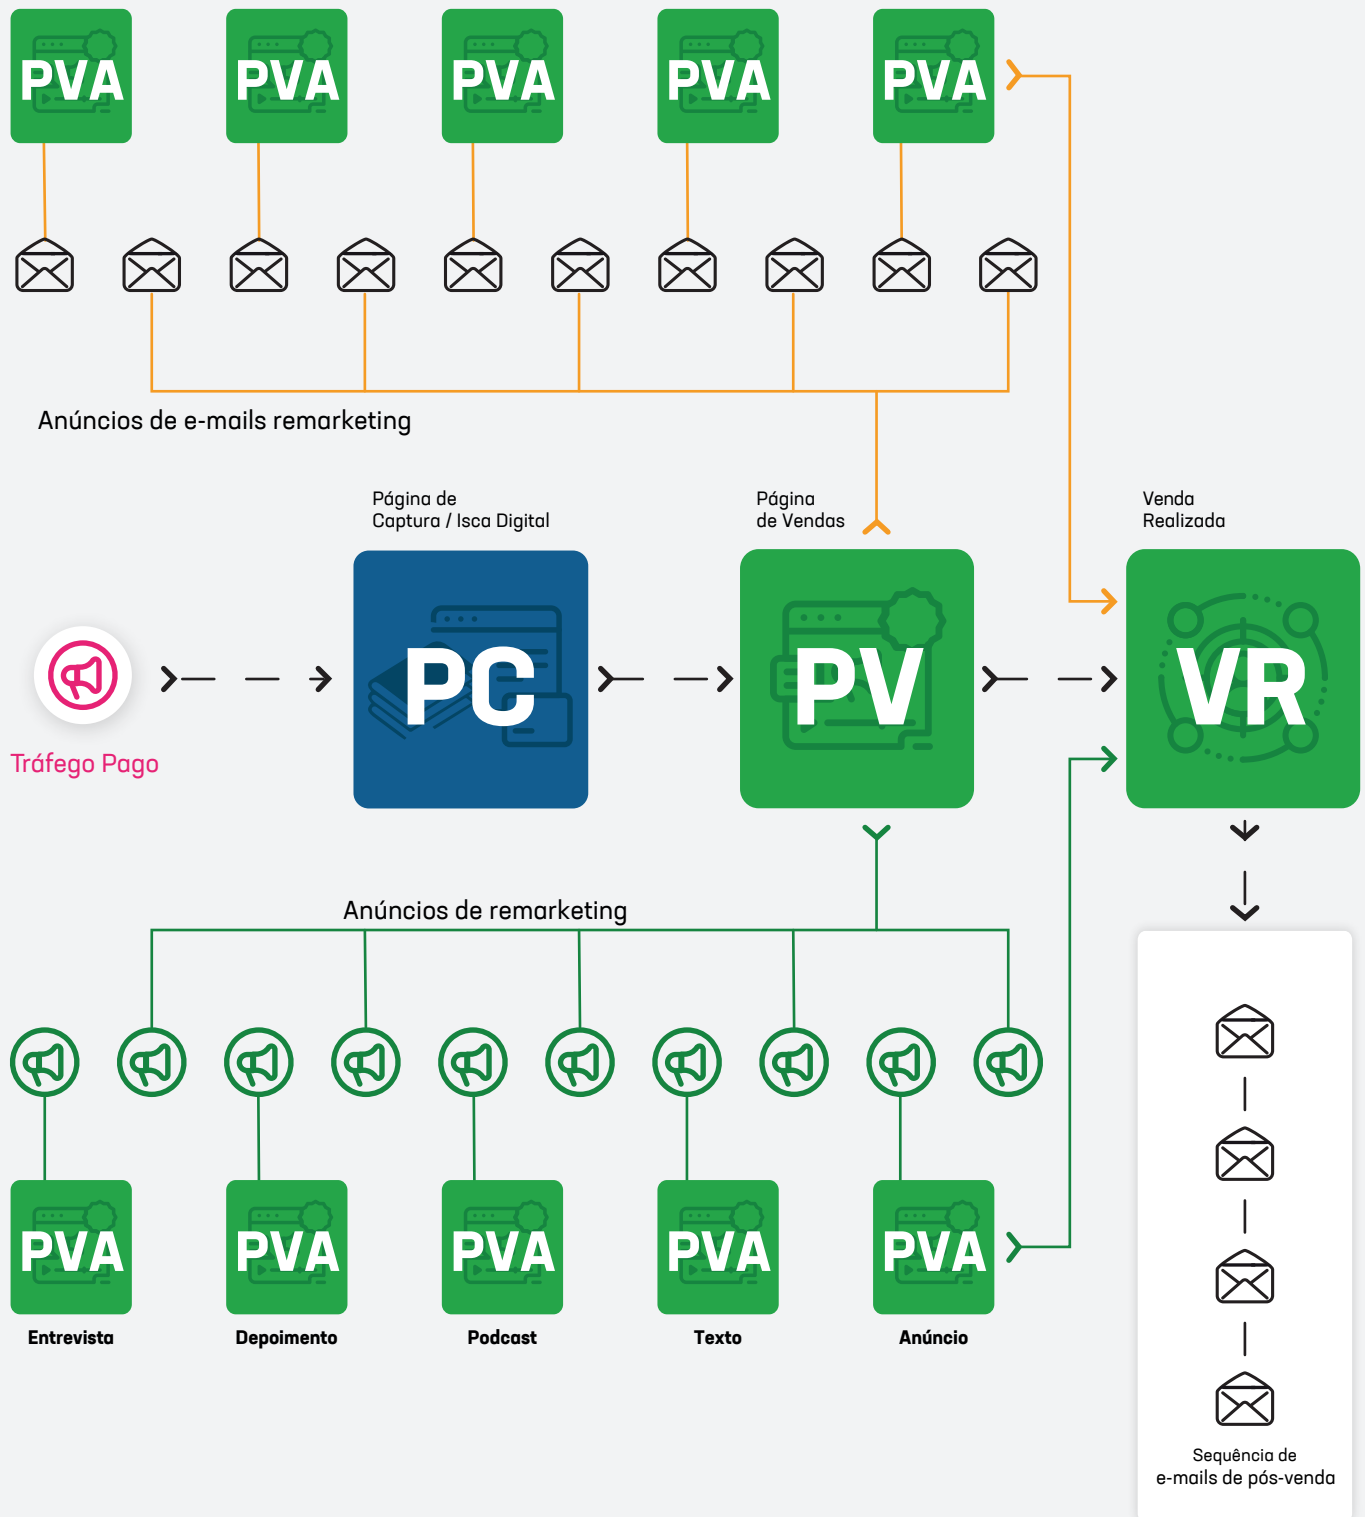 PVA
PVA
PVA
PVA
PVA
Anúncios de e-mails remarketing
Página de
Captura / Isca Digital
Página
de Vendas
Venda
Realizada
PC
PV
VR
Tráfego Pago
Anúncios de remarketing
PVA
PVA
PVA
PVA
PVA
Entrevista
Depoimento
Podcast
Texto
Anúncio
Sequência de
e-mails de pós-venda